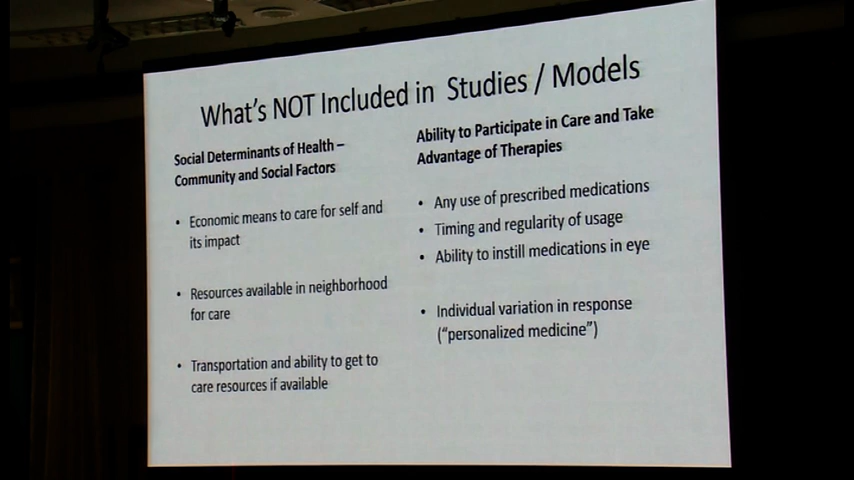 What's NOT Included in Studies / Models
Social Determinants of Health –
Community and Social Factors
• Economic means to care for self and
its impact
• Resources available in neighborhood
for care
• Transportation and ability to get to
care resources if available
Ability to Participate in Care and Take
Advantage of Therapies
• Any use of prescribed medications
• Timing and regularity of usage
• Ability to instill medications in eye
• Individual variation in response
("personalized medicine")